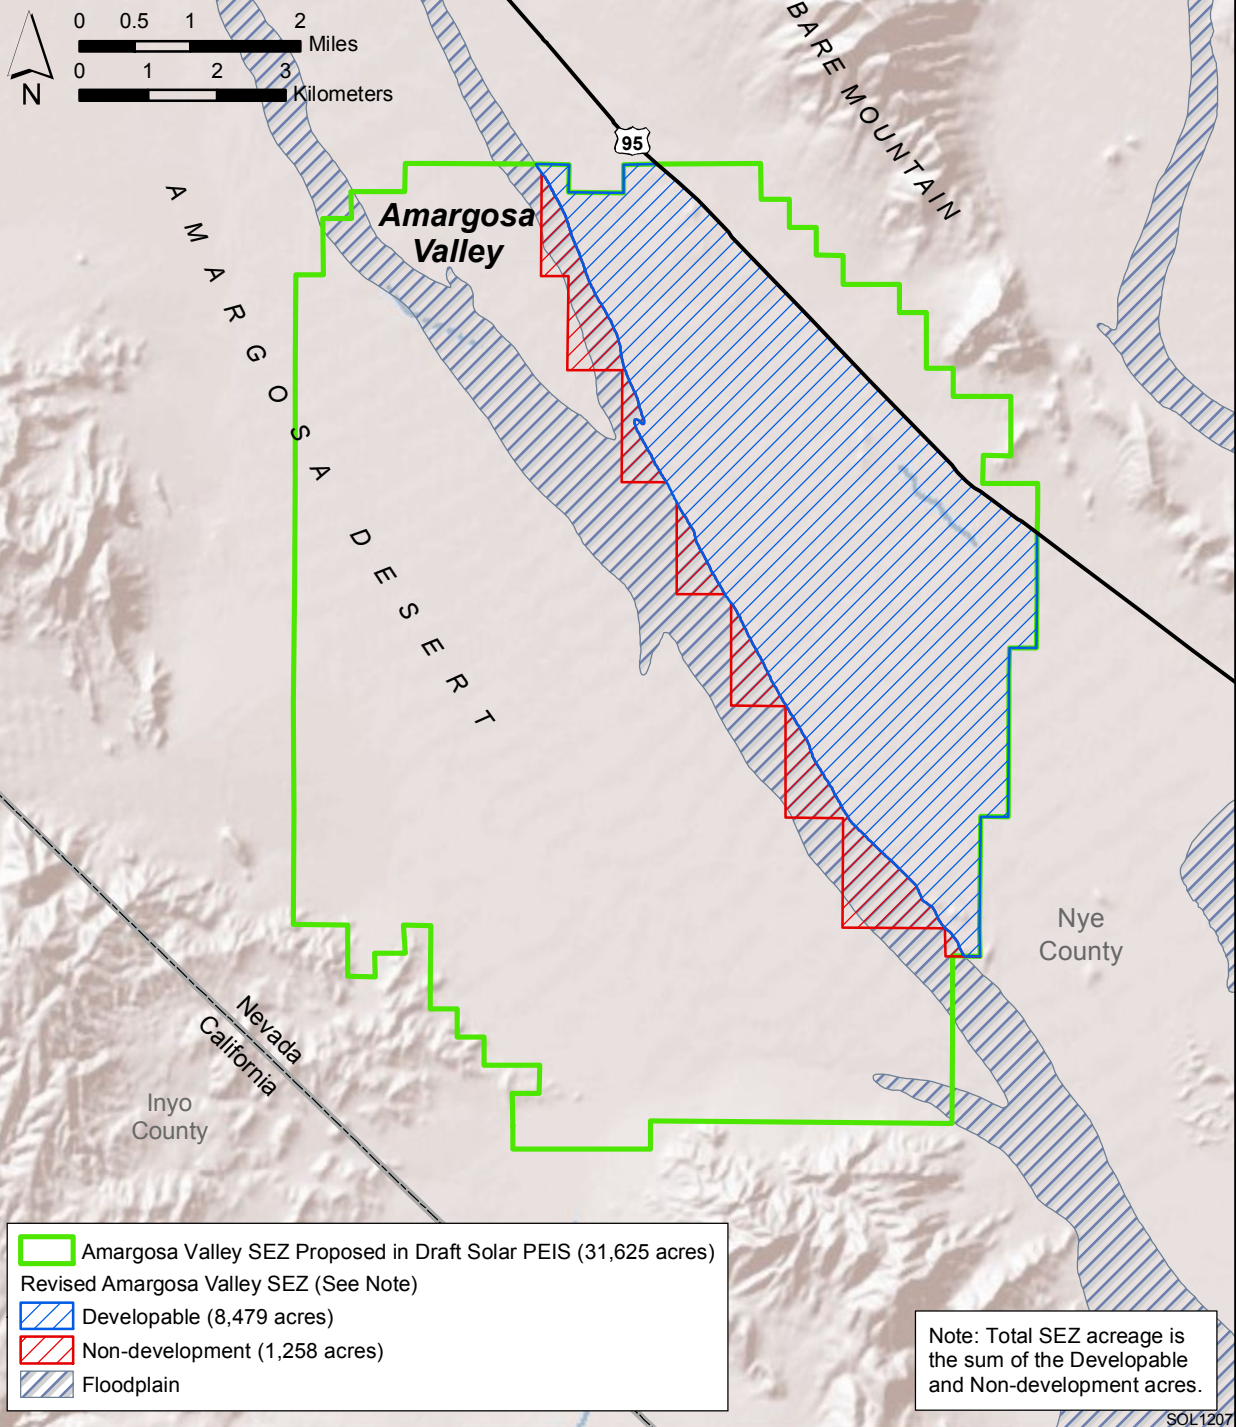 0 0.5 1 2
Miles
0 1 2 3
Kilometers
N
95
BARE MOUNTAIN
Amargosa
Valley
AMARGOSA DESERT
Nye
County
Nevada
California
Inyo
County
Amargosa Valley SEZ Proposed in Draft Solar PEIS (31,625 acres)
Revised Amargosa Valley SEZ (See Note)
Developable (8,479 acres)
Non-development (1,258 acres)
Floodplain
Note: Total SEZ acreage is
the sum of the Developable
and Non-development acres.
SOL1207